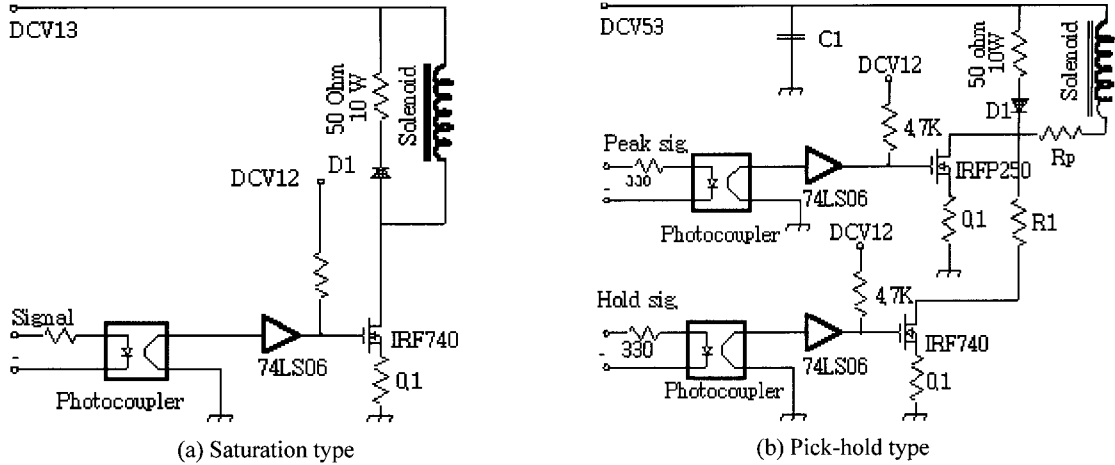 DCV13
50 Ohm
10 W
Solenoid
D1
DCV12
Signal
-
74LS06
IRF740
0.1
Photocoupler
(a) Saturation type
DCV53
C1
DCV12
50 Ohm
10W
Solenoid
D1
4.7K
Peak sig.
330
-
74LS06
IRFP250
Rp
0.1
R1
Photocoupler
DCV12
Hold sig.
4.7K
330
-
74LS06
IRF740
0.1
Photocoupler
(b) Pick-hold type